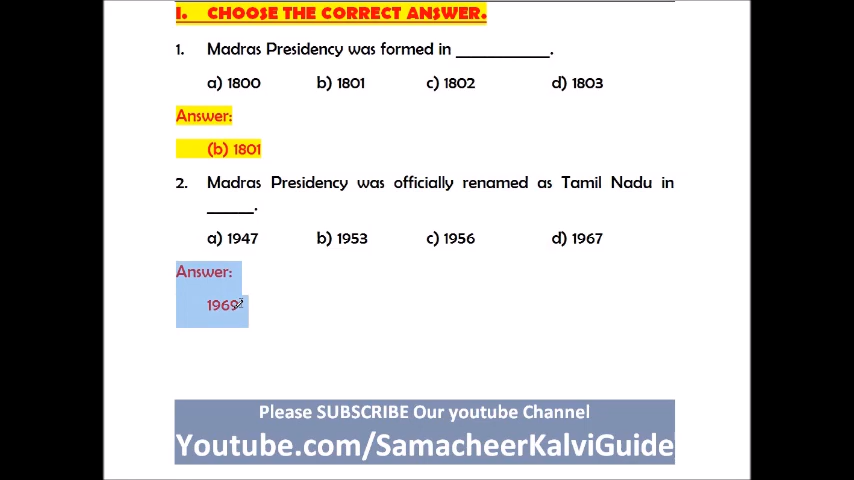 I. CHOOSE THE CORRECT ANSWER.
1. Madras Presidency was formed in ___________.
a) 1800 b) 1801 c) 1802 d) 1803
Answer:
(b) 1801
2. Madras Presidency was officially renamed as Tamil Nadu in
______.
a) 1947 b) 1953 c) 1956 d) 1967
Answer:
1969
Please SUBSCRIBE Our youtube Channel
Youtube.com/SamacheerKalviGuide